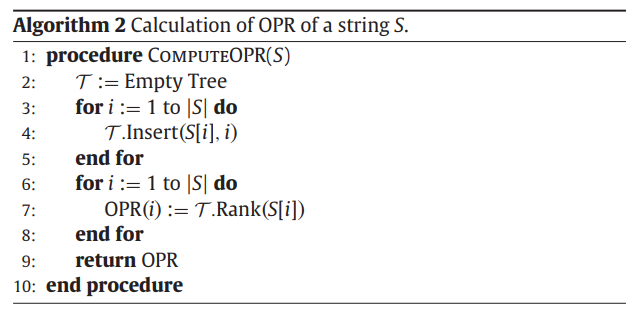 Algorithm 2 Calculation of OPR of a string S.
1: procedure COMPUTEOPR(S)
2: 𝒯 := Empty Tree
3: for i := 1 to |S| do
4: 𝒯.Insert(S[i], i)
5: end for
6: for i := 1 to |S| do
7: OPR(i) := 𝒯.Rank(S[i])
8: end for
9: return OPR
10: end procedure